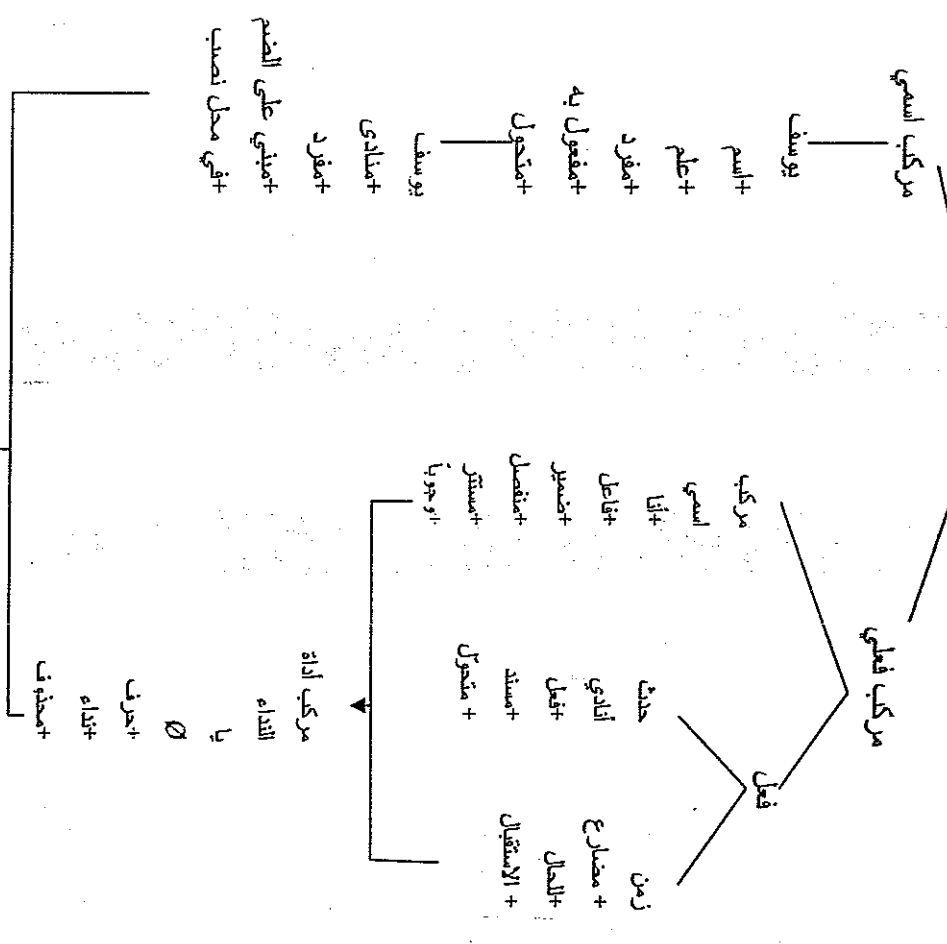 مركب فعلي
فعل
زمن
+ مضارع
+للحال
+ الاستقبال
حدث
أنادي
+فعل
+مسند
+ متحول
مركب
اسمي
+أنا
+فاعل
+ضمير
+منفصل
+مستتر
+وجوباً
مركب أداة
النداء
يا
Ø
+حرف
+نداء
+محذوف
مركب اسمي
يوسف
+اسم
+علم
+مفرد
+مفعول به
+متحول
يوسف
+منادى
+مفرد
+مبني على الضم
+في محل نصب